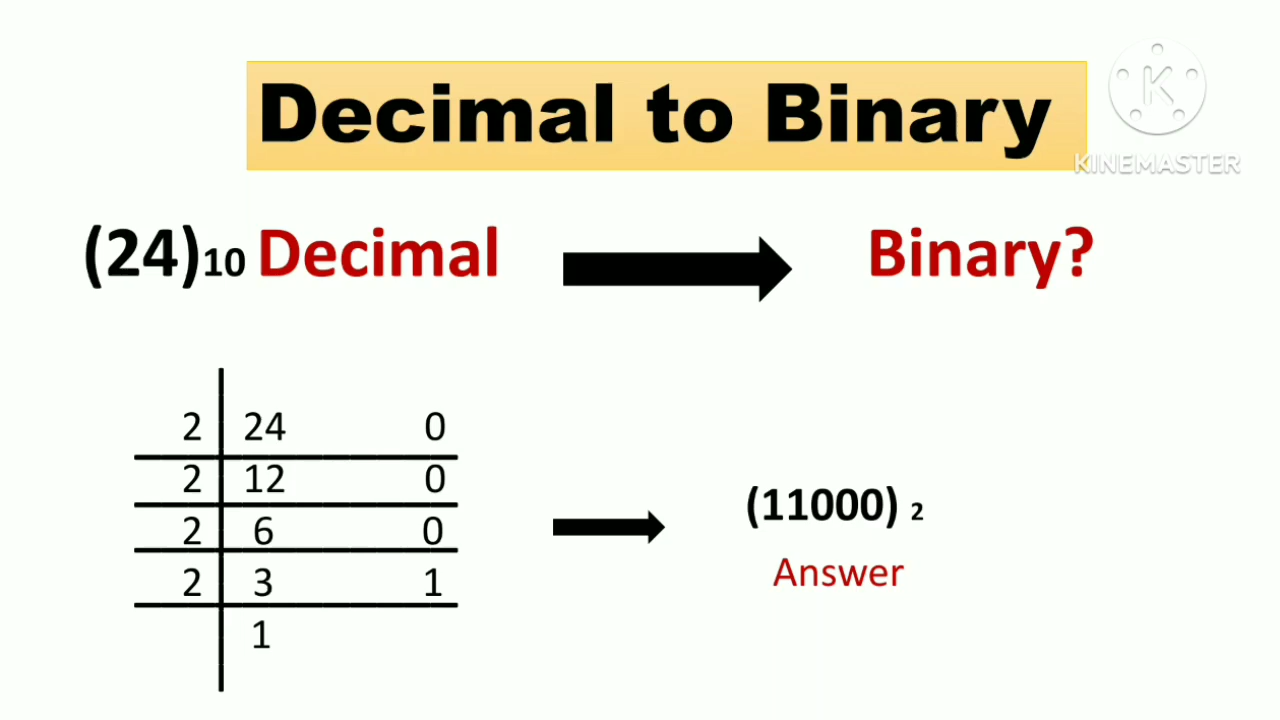 Decimal to Binary
K
KINEMASTER
(24)10 Decimal Binary?
2 24 0
2 12 0
2 6 0
2 3 1
1
(11000) 2
Answer